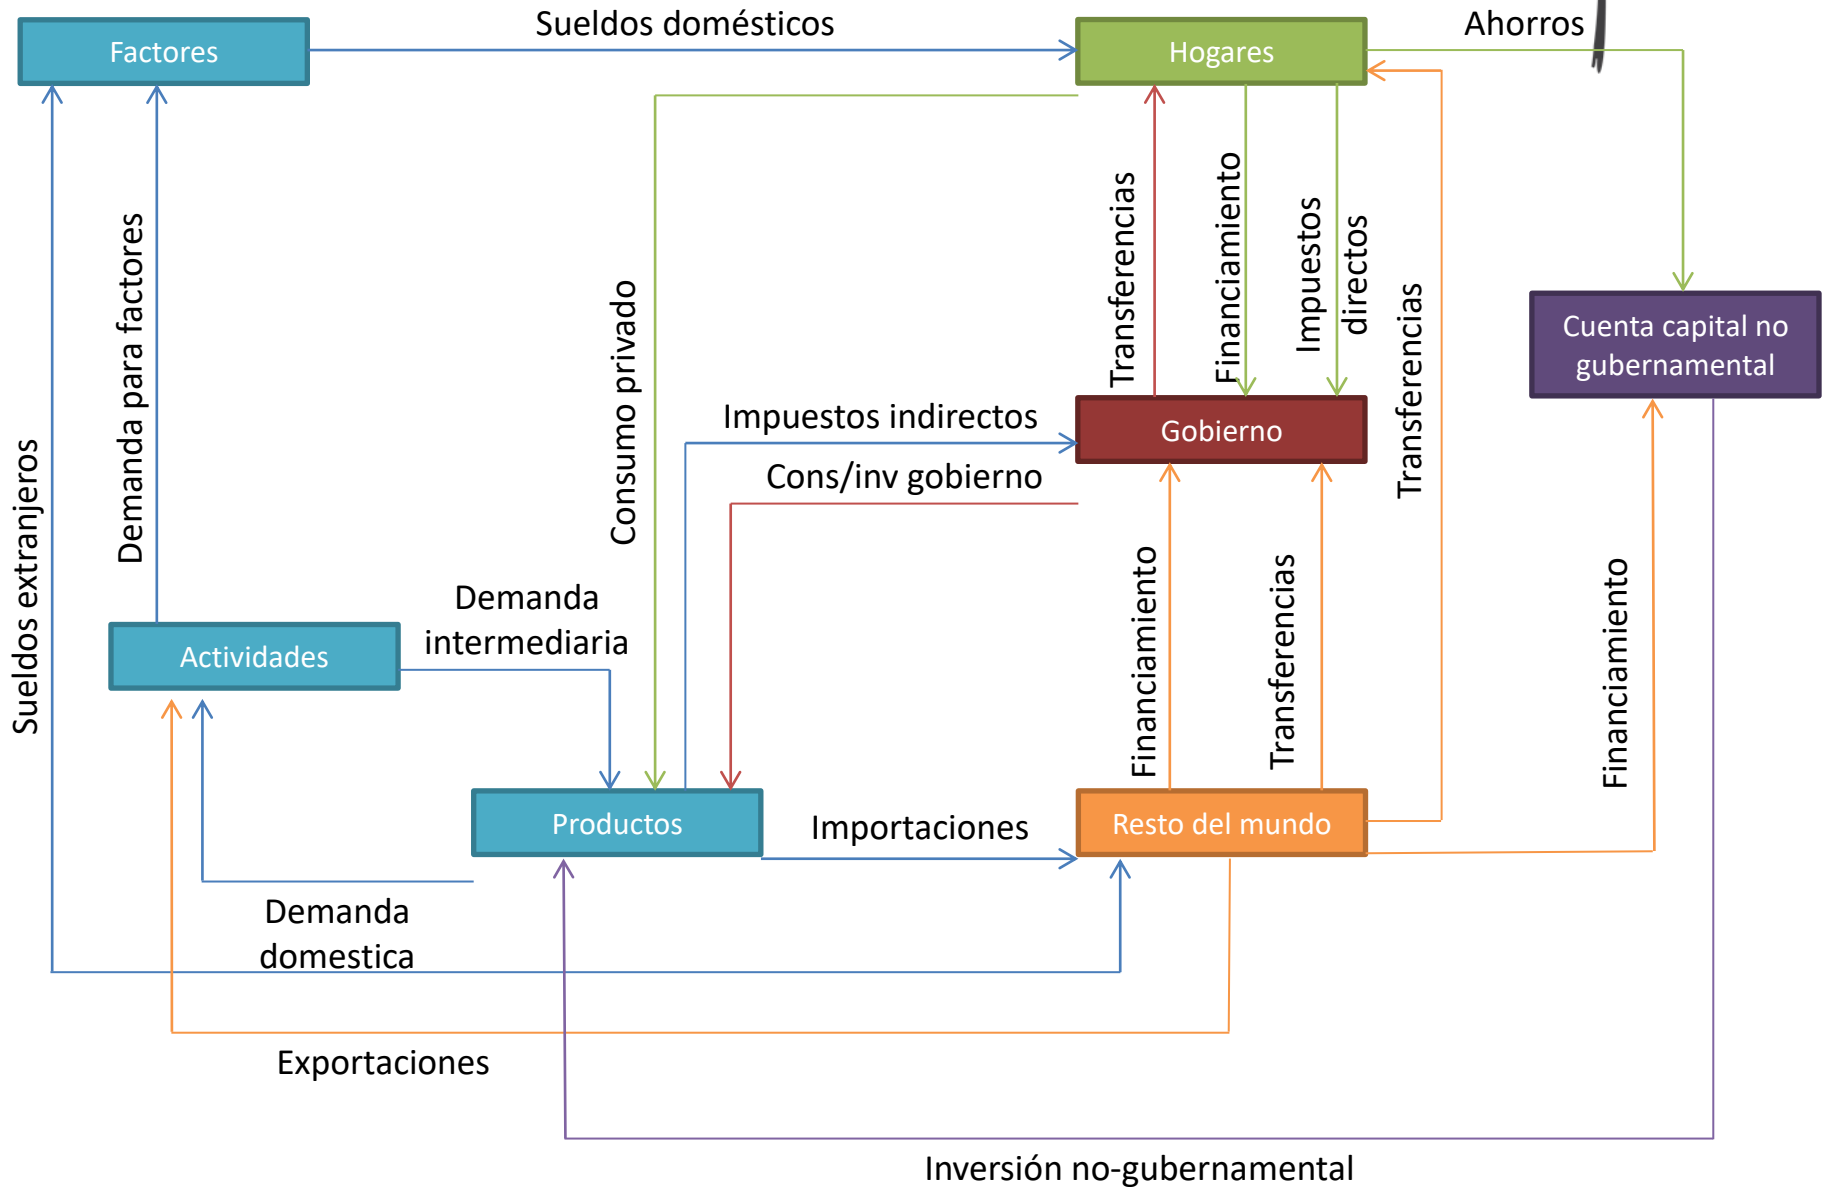 Sueldos domésticos
Ahorros
Factores
Hogares
Transferencias
Financiamiento
Impuestos
directos
Transferencias
Consumo privado
Demanda para factores
Sueldos extranjeros
Cuenta capital no
gubernamental
Impuestos indirectos
Gobierno
Cons/inv gobierno
Demanda
intermediaria
Actividades
Financiamiento
Transferencias
Financiamiento
Productos
Importaciones
Resto del mundo
Demanda
domestica
Exportaciones
Inversión no-gubernamental